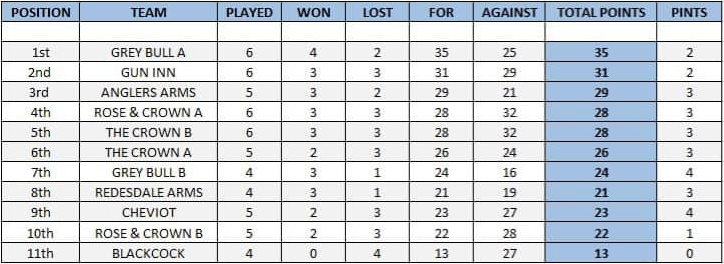 POSITION TEAM PLAYED WON LOST FOR AGAINST TOTAL POINTS PINTS
1st GREY BULL A 6 4 2 35 25 35 2
2nd GUN INN 6 3 3 31 29 31 2
3rd ANGLERS ARMS 5 3 2 29 21 29 3
4th ROSE & CROWN A 6 3 3 28 32 28 3
5th THE CROWN B 6 3 3 28 32 28 3
6th THE CROWN A 5 2 3 26 24 26 3
7th GREY BULL B 4 3 1 24 16 24 4
8th REDESDALE ARMS 4 3 1 21 19 21 3
9th CHEVIOT 5 2 3 23 27 23 4
10th ROSE & CROWN B 5 2 3 22 28 22 1
11th BLACKCOCK 4 0 4 13 27 13 0